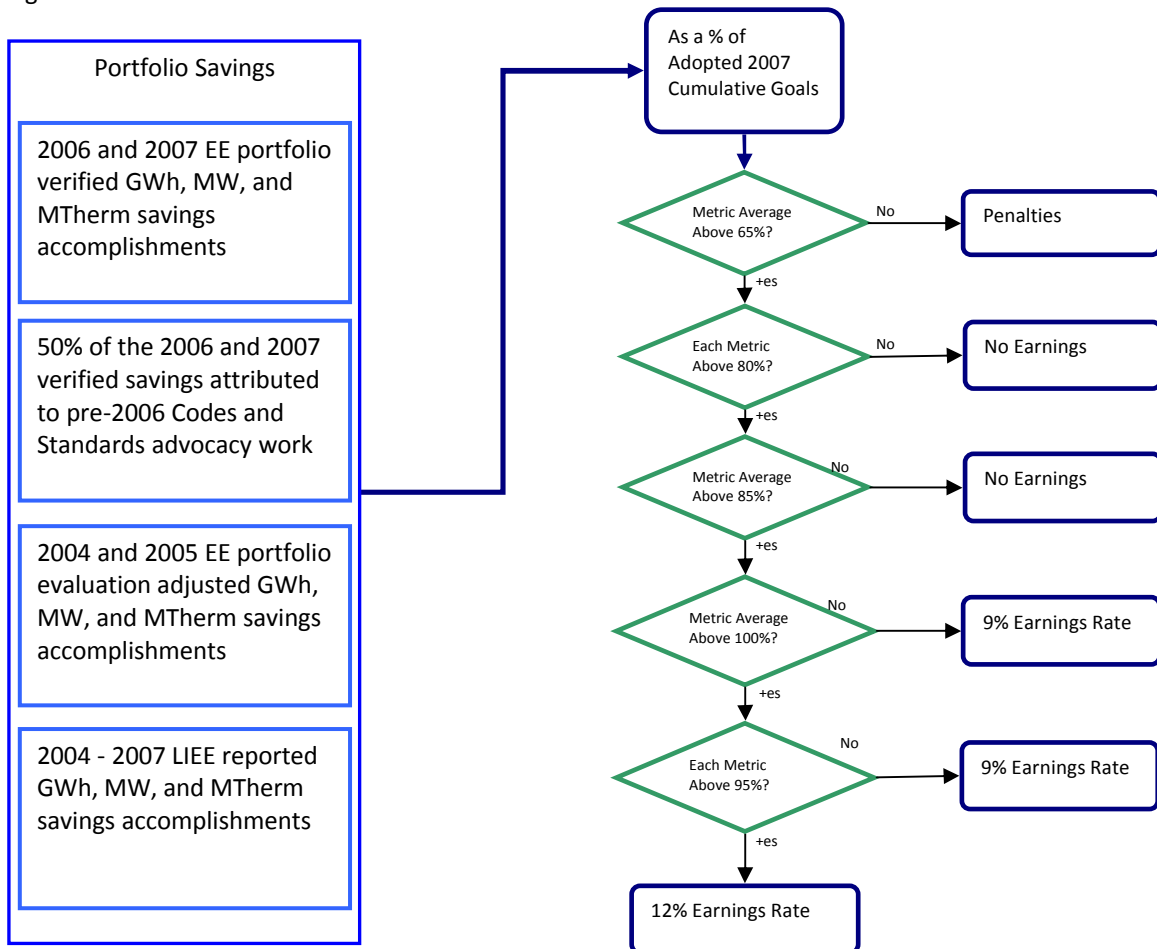 Portfolio Savings
2006 and 2007 EE portfolio
verified GWh, MW, and
MTherm savings
accomplishments
50% of the 2006 and 2007
verified savings attributed
to pre-2006 Codes and
Standards advocacy work
2004 and 2005 EE portfolio
evaluation adjusted GWh,
MW, and MTherm savings
accomplishments
2004 - 2007 LIEE reported
GWh, MW, and MTherm
savings accomplishments
As a % of
Adopted 2007
Cumulative Goals
Metric Average
Above 65%?
No
Penalties
+es
Each Metric
Above 80%?
No
No Earnings
+es
Metric Average
Above 85%?
No
No Earnings
+es
Metric Average
Above 100%?
No
9% Earnings Rate
+es
Each Metric
Above 95%?
No
9% Earnings Rate
+es
12% Earnings Rate